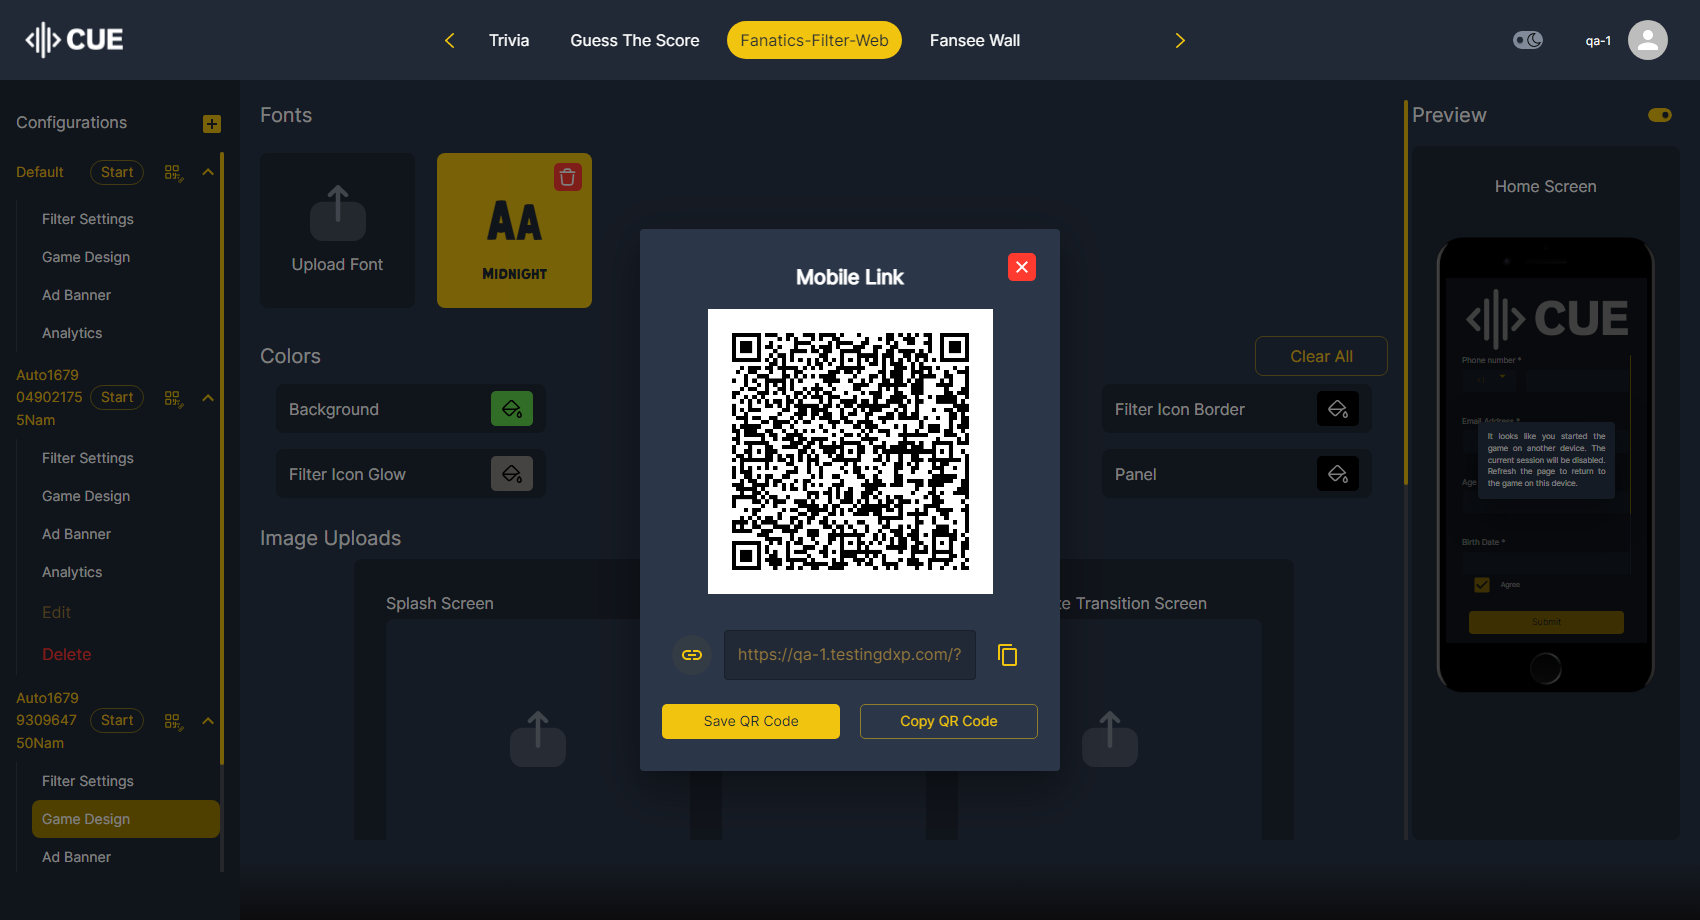 CUE
Trivia
Guess The Score
Fanatics-Filter-Web
Fansee Wall
qa-1
Configurations
Default
Start
Filter Settings
Game Design
Ad Banner
Analytics
Auto1679
04902175
5Nam
Start
Filter Settings
Game Design
Ad Banner
Analytics
Edit
Delete
Auto1679
9309647
50Nam
Start
Filter Settings
Game Design
Ad Banner
Fonts
Upload Font
AA
MIDNIGHT
Colors
Clear All
Background
Filter Icon Border
Filter Icon Glow
Panel
Image Uploads
Splash Screen
te Transition Screen
Mobile Link
https://qa-1.testingdxp.com/?
Save QR Code
Copy QR Code
Preview
Home Screen
CUE
Phone number *
+1
Email Address *
It looks like you started the
game on another device. The
current session will be disabled.
Refresh the page to return to
the game on this device.
Age
Birth Date *
Agree
Submit